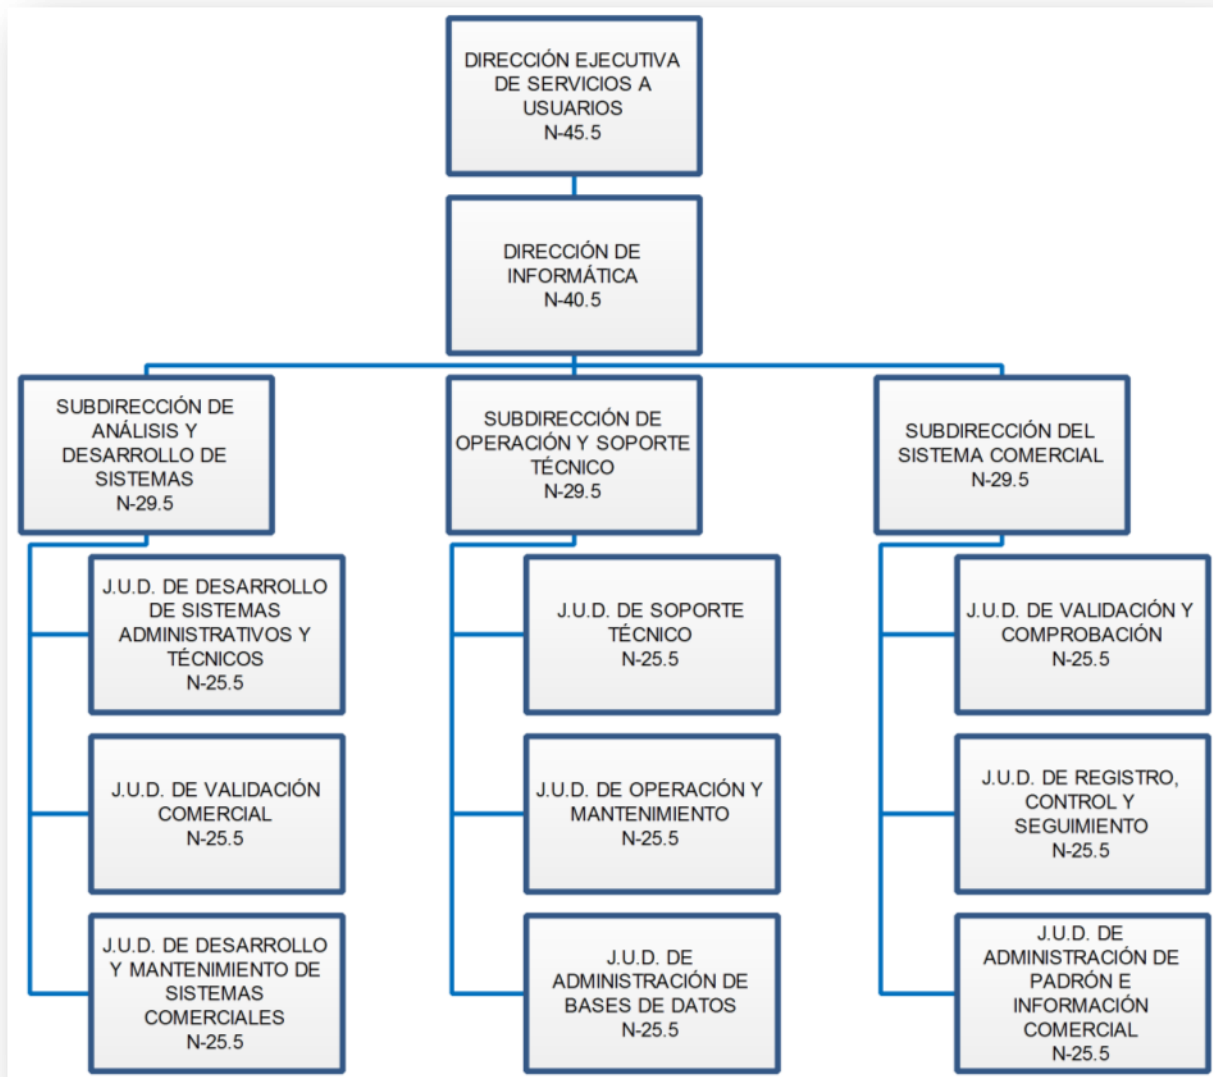 DIRECCIÓN EJECUTIVA
DE SERVICIOS A
USUARIOS
N-45.5
DIRECCIÓN DE
INFORMÁTICA
N-40.5
SUBDIRECCIÓN DE
ANÁLISIS Y
DESARROLLO DE
SISTEMAS
N-29.5
SUBDIRECCIÓN DE
OPERACIÓN Y SOPORTE
TÉCNICO
N-29.5
SUBDIRECCIÓN DEL
SISTEMA COMERCIAL
N-29.5
J.U.D. DE DESARROLLO
DE SISTEMAS
ADMINISTRATIVOS Y
TÉCNICOS
N-25.5
J.U.D. DE SOPORTE
TÉCNICO
N-25.5
J.U.D. DE VALIDACIÓN Y
COMPROBACIÓN
N-25.5
J.U.D. DE VALIDACIÓN
COMERCIAL
N-25.5
J.U.D. DE OPERACIÓN Y
MANTENIMIENTO
N-25.5
J.U.D. DE REGISTRO,
CONTROL Y
SEGUIMIENTO
N-25.5
J.U.D. DE DESARROLLO
Y MANTENIMIENTO DE
SISTEMAS
COMERCIALES
N-25.5
J.U.D. DE
ADMINISTRACIÓN DE
BASES DE DATOS
N-25.5
J.U.D. DE
ADMINISTRACIÓN DE
PADRÓN E
INFORMACIÓN
COMERCIAL
N-25.5